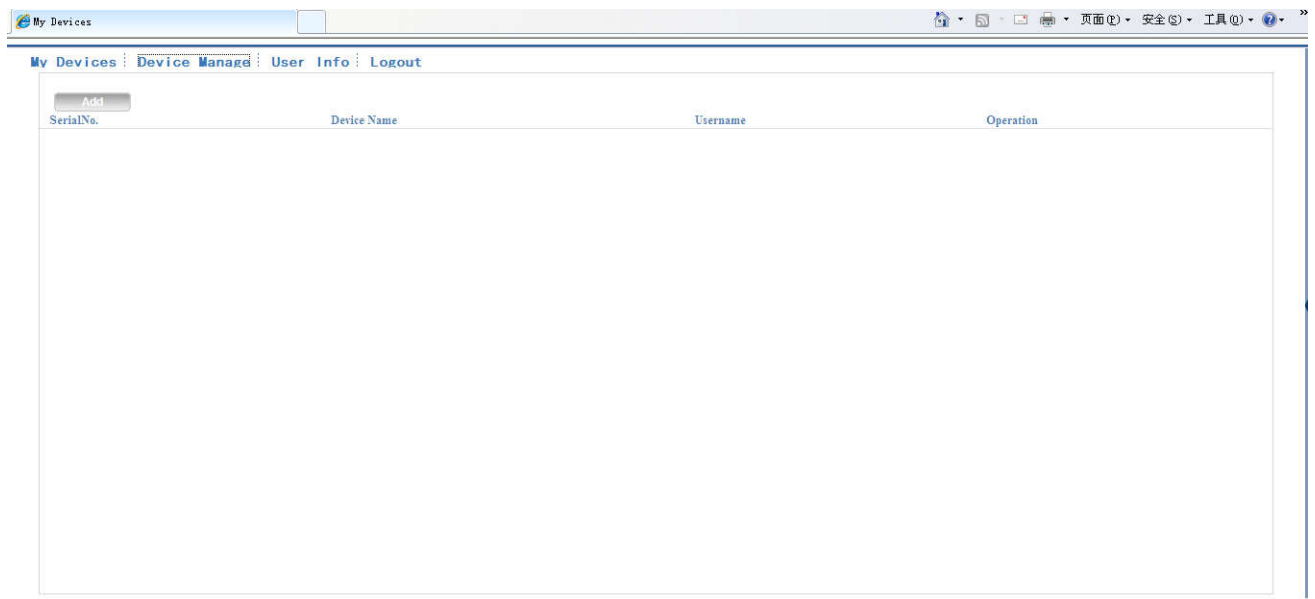 My Devices 页面(P) 安全(S) 工具(O)
My Devices Device Manage User Info Logout
Add
SerialNo. Device Name Username Operation